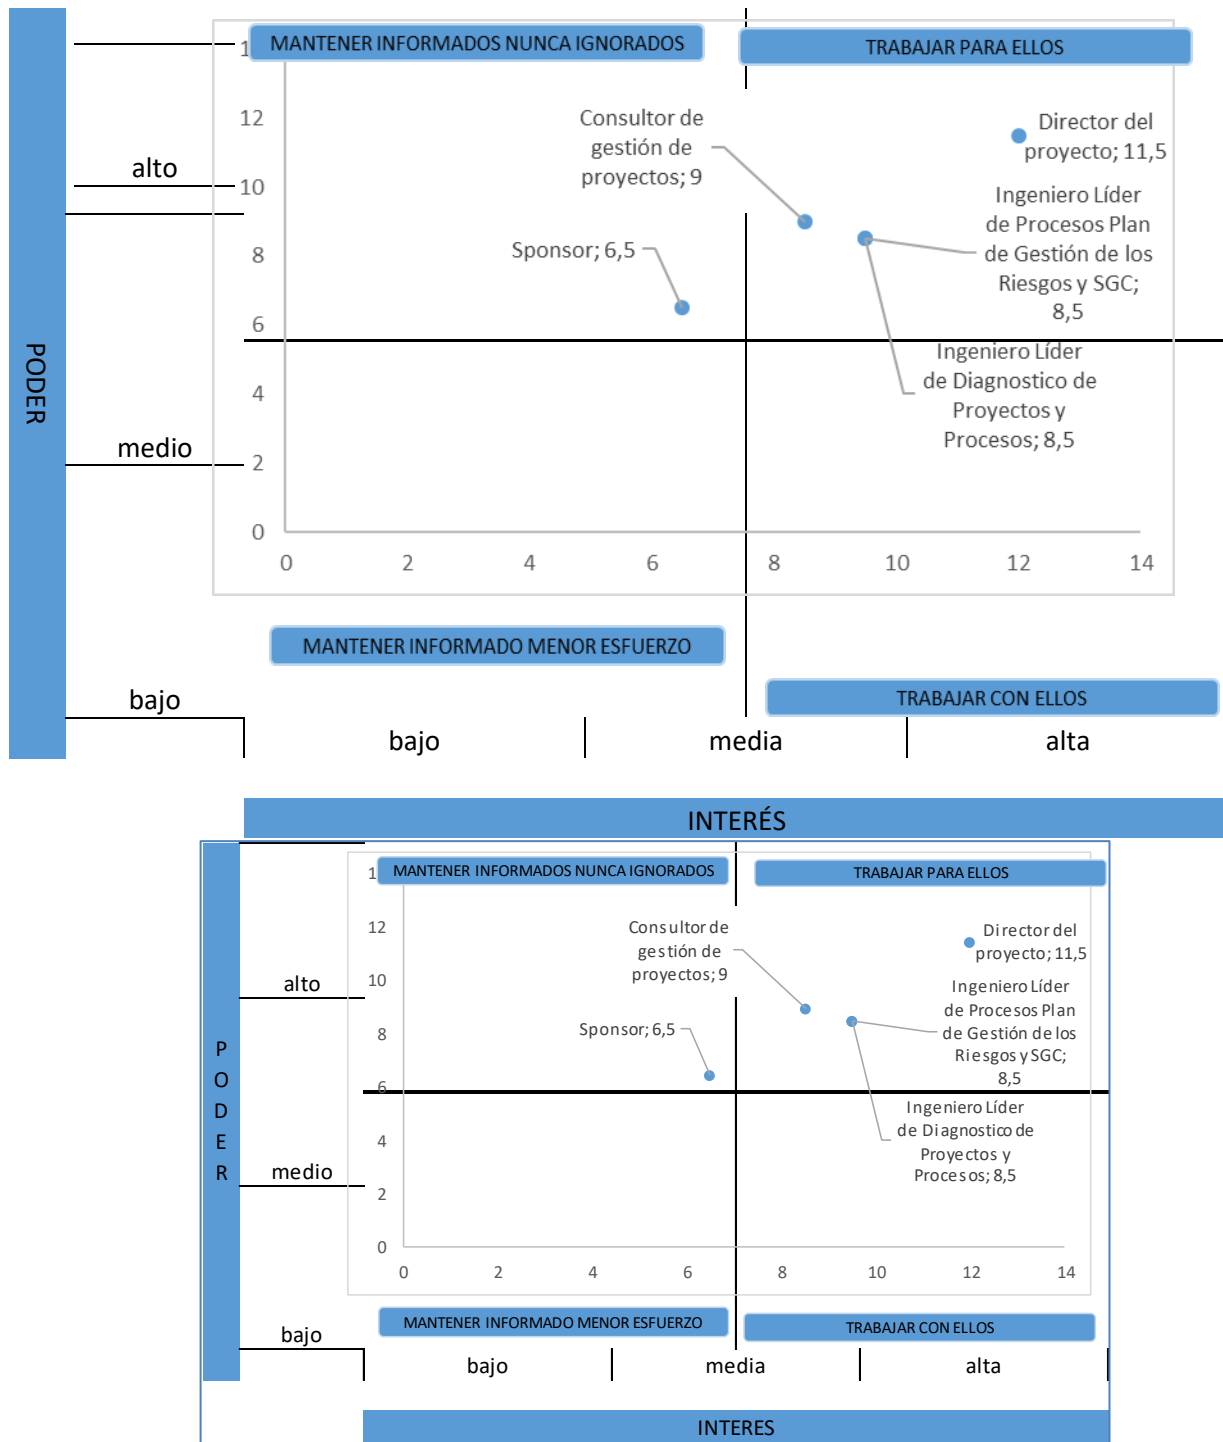 MANTENER INFORMADOS NUNCA IGNORADOS
TRABAJAR PARA ELLOS
12
10
8
6
4
2
0
0 2 4 6 8 10 12 14
Consultor de
gestión de
proyectos; 9
Director del
proyecto; 11,5
Sponsor; 6,5
Ingeniero Líder
de Procesos Plan
de Gestión de los
Riesgos y SGC;
8,5
Ingeniero Líder
de Diagnostico de
Proyectos y
Procesos; 8,5
PODER
alto
medio
bajo
MANTENER INFORMADO MENOR ESFUERZO
TRABAJAR CON ELLOS
bajo media alta
INTERÉS
MANTENER INFORMADOS NUNCA IGNORADOS
TRABAJAR PARA ELLOS
12
10
8
6
4
2
0
0 2 4 6 8 10 12 14
Consultor de
gestión de
proyectos; 9
Director del
proyecto; 11,5
Sponsor; 6,5
Ingeniero Líder
de Procesos Plan
de Gestión de los
Riesgos y SGC;
8,5
Ingeniero Líder
de Diagnostico de
Proyectos y
Procesos; 8,5
P
O
D
E
R
alto
medio
bajo
MANTENER INFORMADO MENOR ESFUERZO
TRABAJAR CON ELLOS
bajo media alta
INTERES